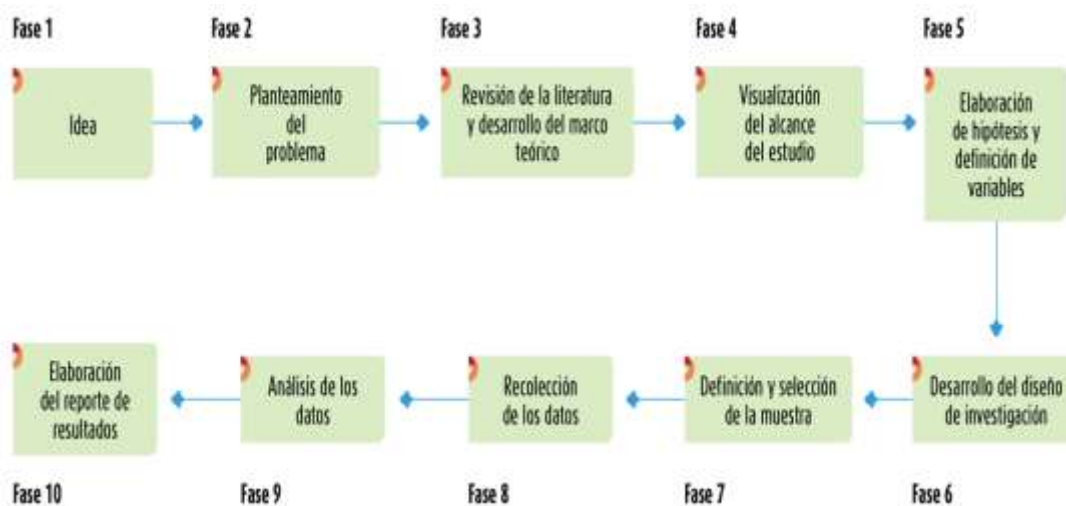 Fase 1
Fase 2
Fase 3
Fase 4
Fase 5
Idea
Planteamiento
del
problema
Revisión de la literatura
y desarrollo del marco
teórico
Visualización
del alcance
del estudio
Elaboración
de hipótesis y
definición de
variables
Desarrollo del diseño
de investigación
Definición y selección
de la muestra
Recolección
de los datos
Análisis de los
datos
Elaboración
del reporte de
resultados
Fase 10
Fase 9
Fase 8
Fase 7
Fase 6